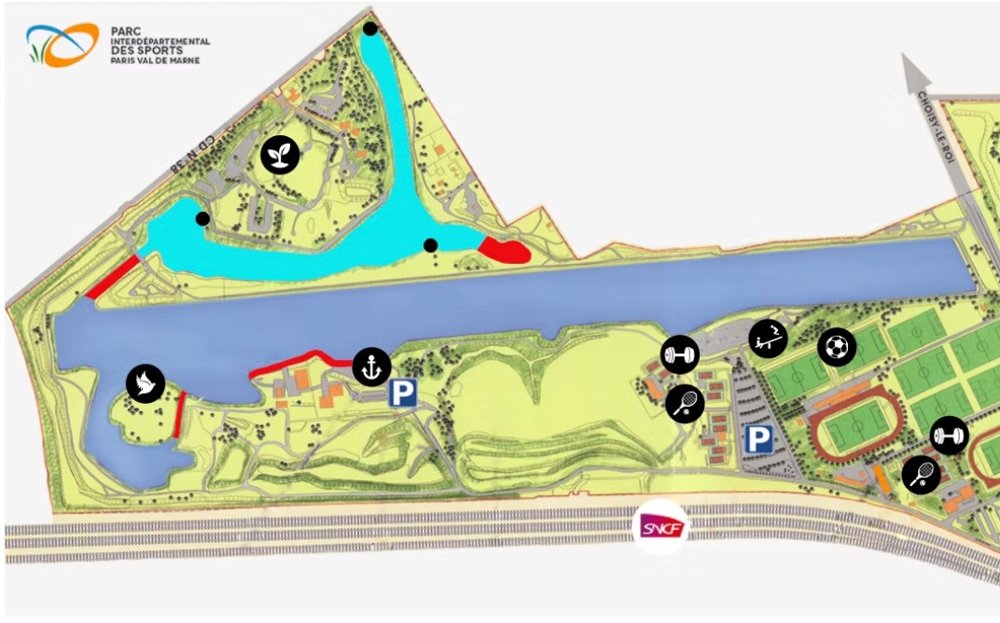 PARC
INTERDÉPARTEMENTAL
DES SPORTS
PARIS VAL DE MARNE
CD N°38
CHOISY-LE-ROI
P
P
SNCF